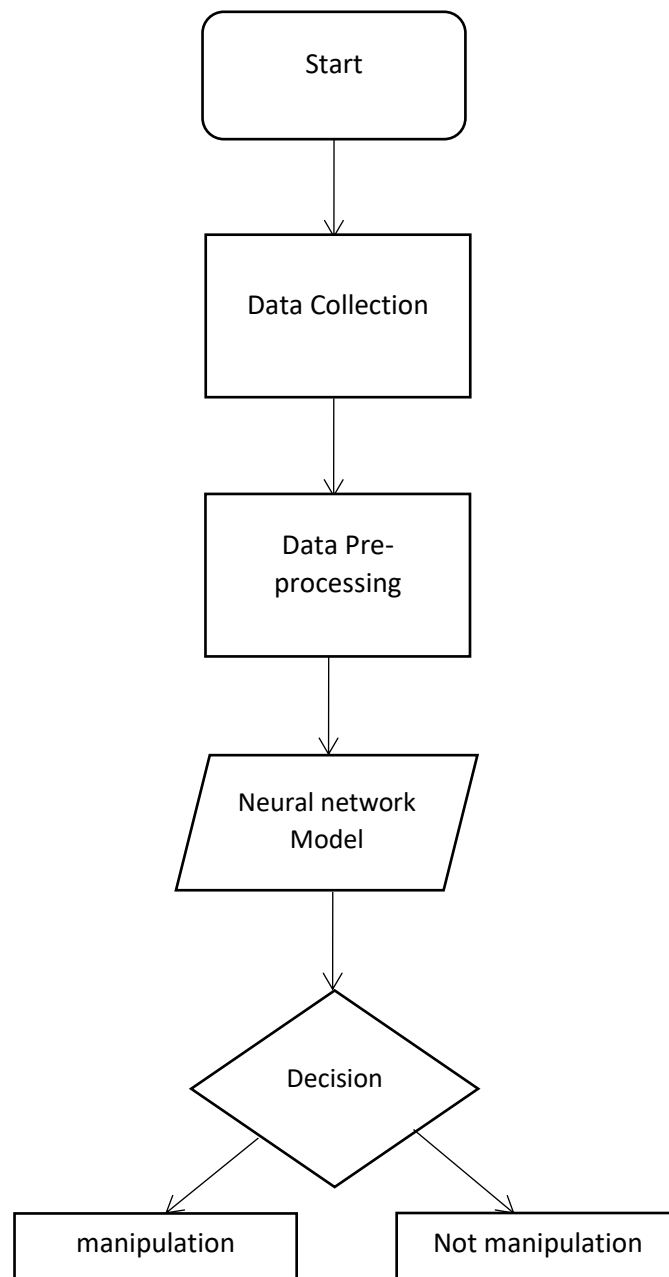 Start
Data Collection
Data Pre-
processing
Neural network
Model
Decision
manipulation
Not manipulation